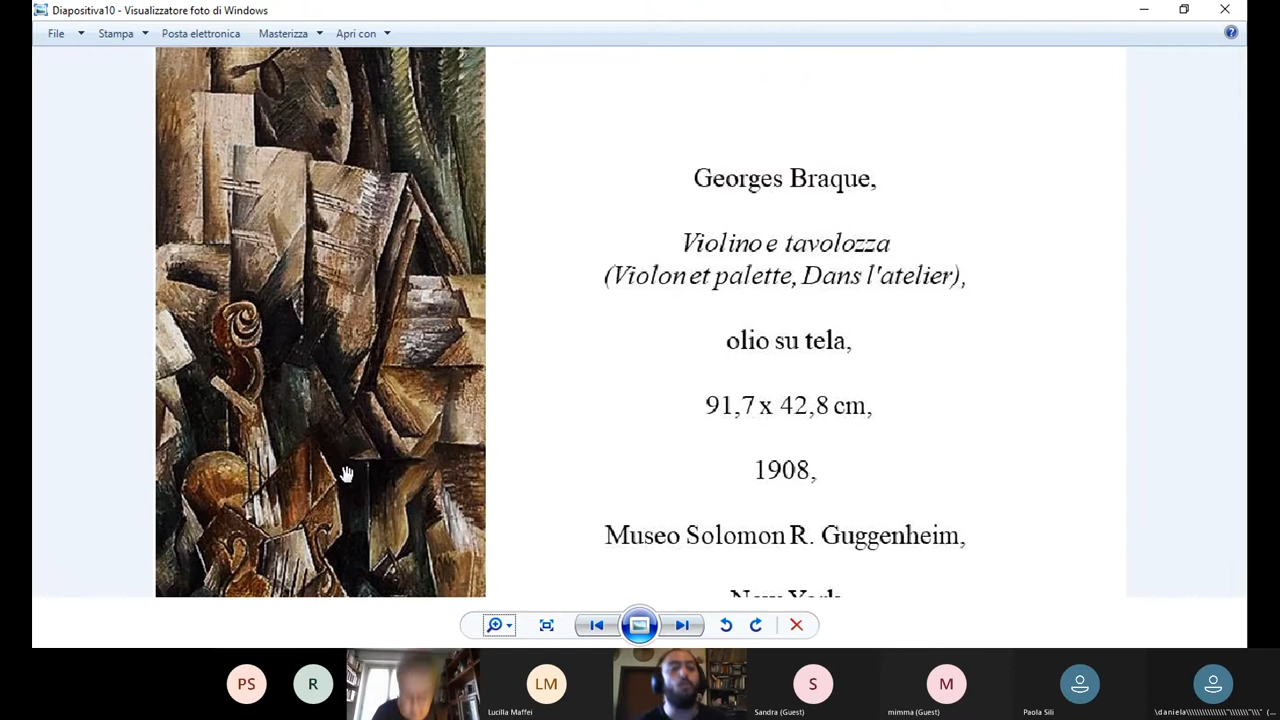 Diapositiva10 - Visualizzatore foto di Windows
File Stampa Posta elettronica Masterizza Apri con
Georges Braque,
Violino e tavolozza
(Violon et palette, Dans l'atelier),
olio su tela,
91,7 x 42,8 cm,
1908,
Museo Solomon R. Guggenheim,
New York
PS R LM S M
Lucilla Maffei Sandra (Guest) mimma (Guest) Paola Sili \daniela\\\\\\\\\\\\\"\\\\\\\"\\" (...